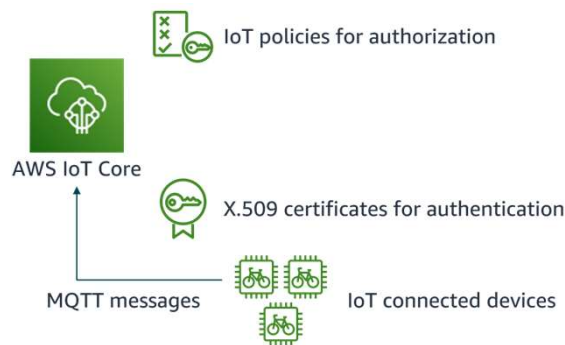 IoT policies for authorization
AWS IoT Core
X.509 certificates for authentication
MQTT messages
IoT connected devices